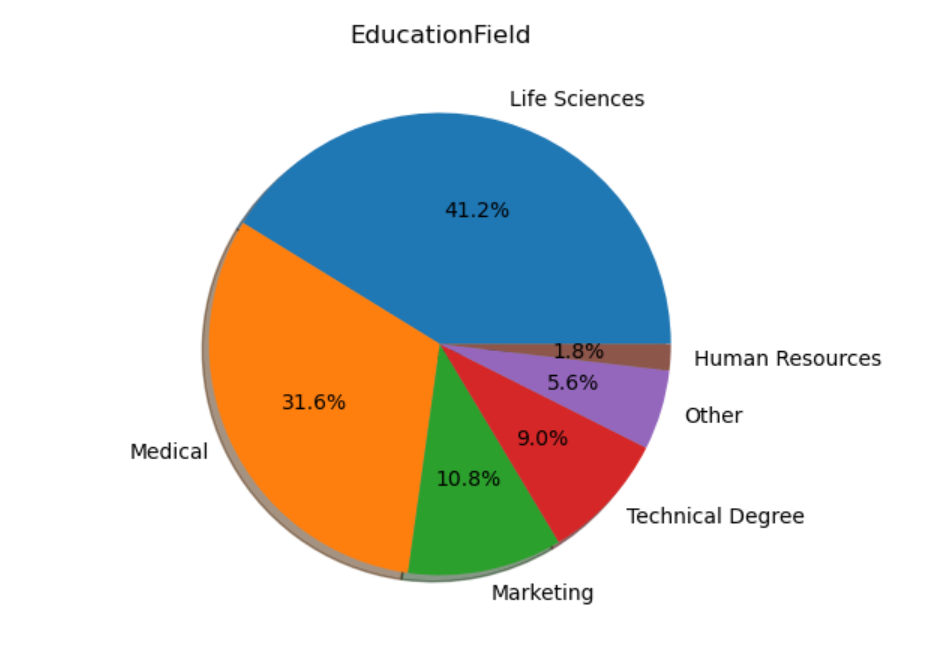 EducationField
Life Sciences
41.2%
1.8%
Human Resources
5.6%
31.6%
Other
9.0%
Medical
10.8%
Technical Degree
Marketing